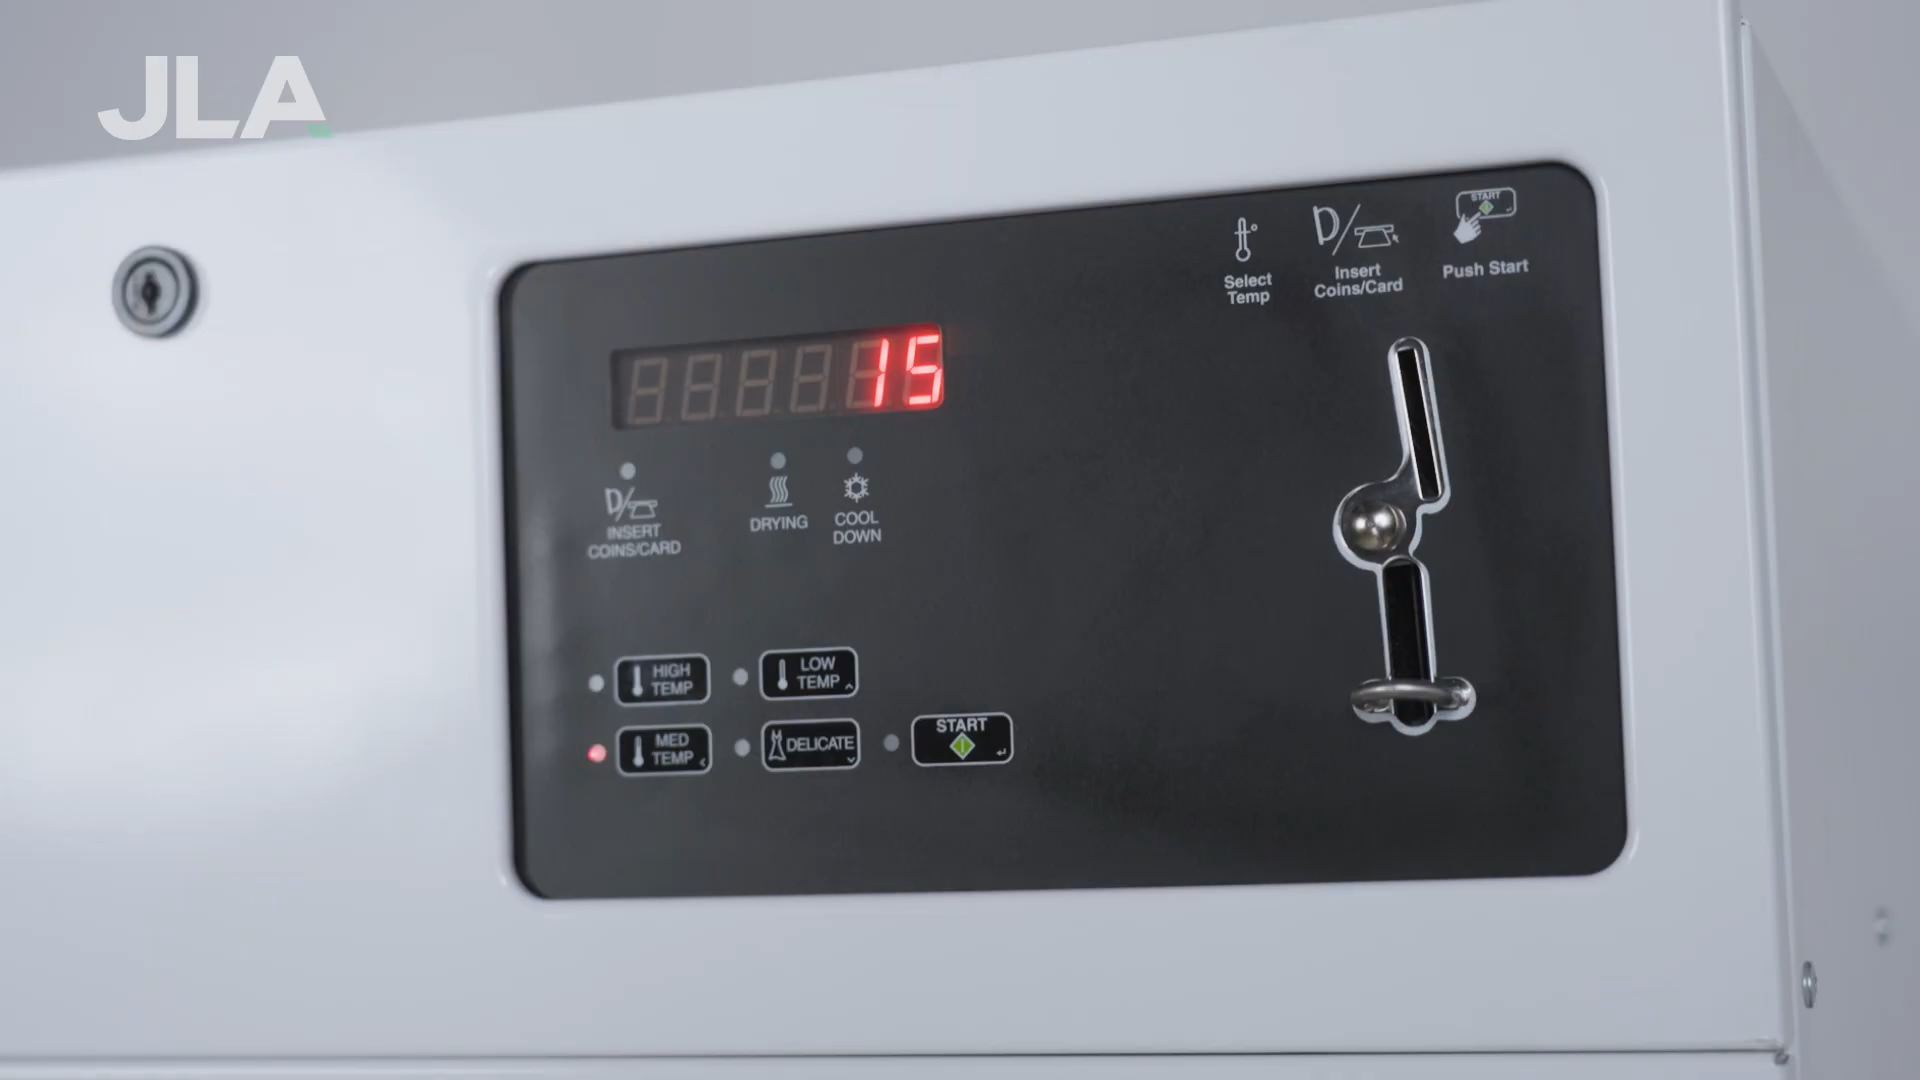 JLA
START
Select
Temp
Insert
Coins/Card
Push Start
15
INSERT
COINS/CARD
DRYING
COOL
DOWN
HIGH
TEMP
LOW
TEMP
MED
TEMP
DELICATE
START